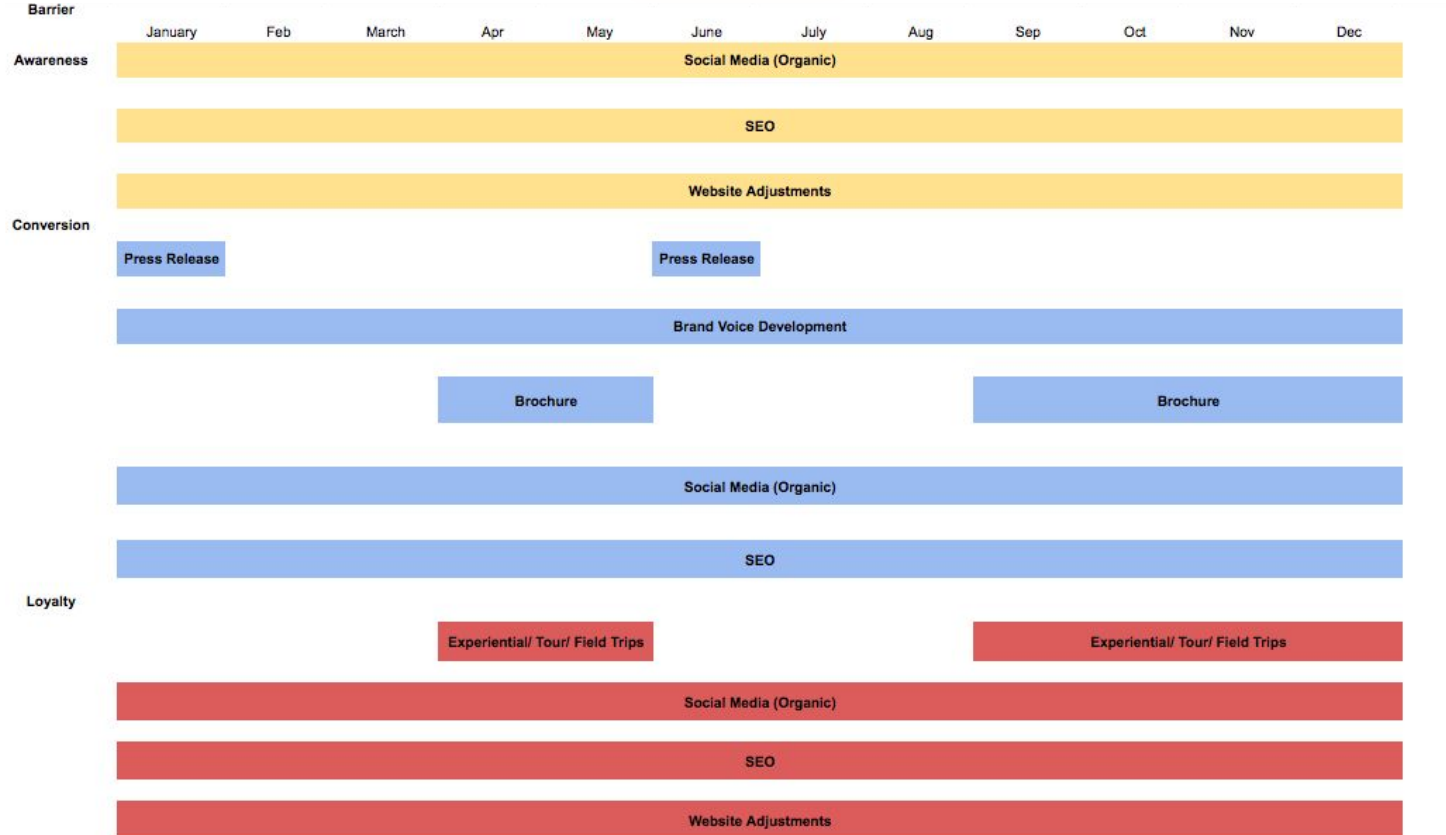 Barrier
January Feb March Apr May June July Aug Sep Oct Nov Dec
Awareness Social Media (Organic)
SEO
Website Adjustments
Conversion
Press Release Press Release
Brand Voice Development
Brochure Brochure
Social Media (Organic)
SEO
Loyalty
Experiential/ Tour/ Field Trips Experiential/ Tour/ Field Trips
Social Media (Organic)
SEO
Website Adjustments